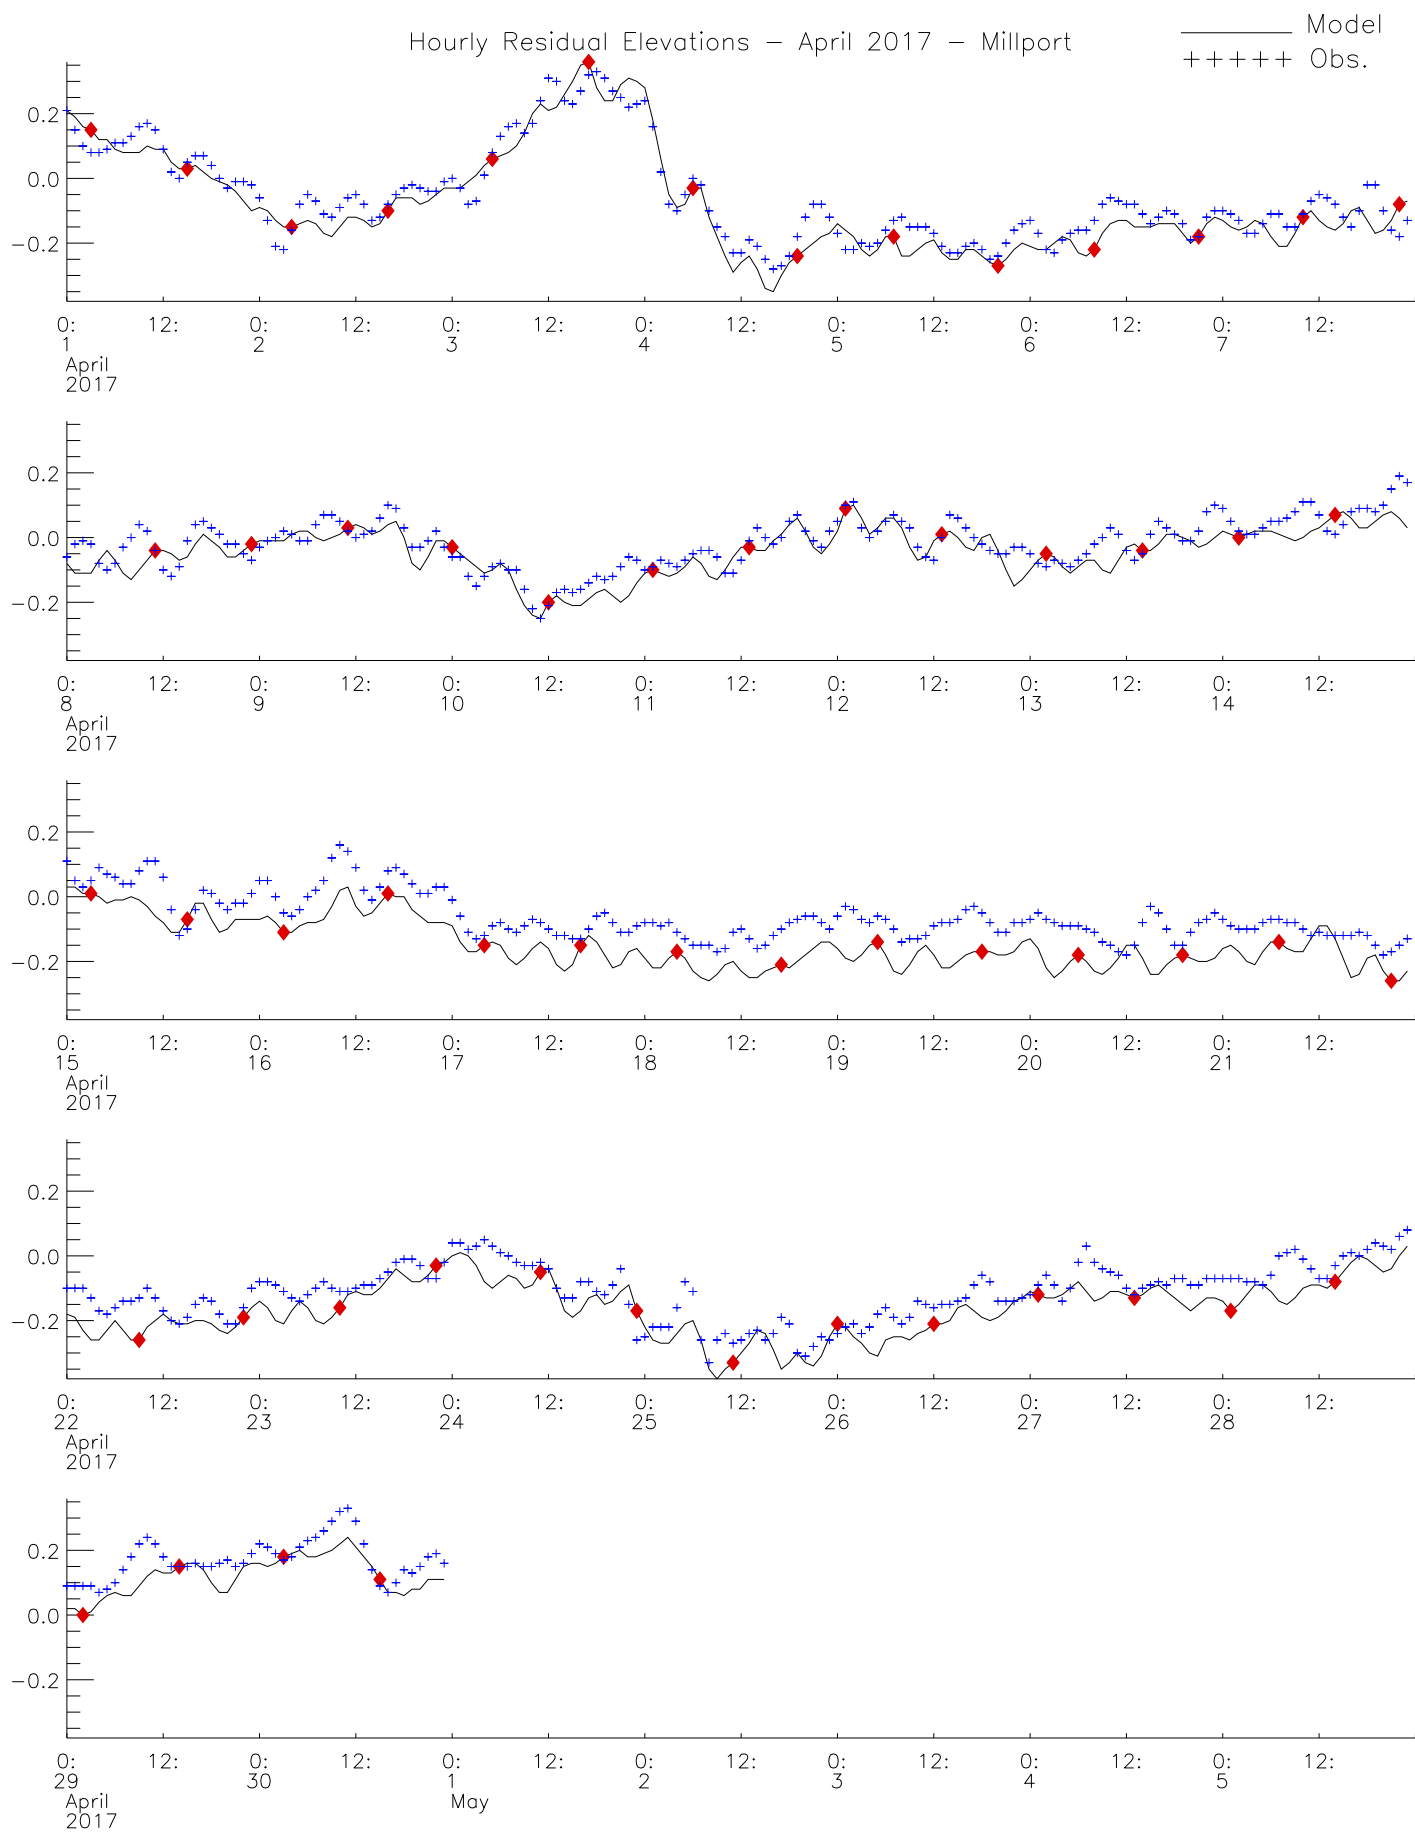 Hourly Residual Elevations – April 2017 – Millport
Model
+++++ Obs.
0.2
0.0
−0.2
0: 12: 0: 12: 0: 12: 0: 12: 0: 12: 0: 12: 0: 12:
1 2 3 4 5 6 7
April
2017
0.2
0.0
−0.2
0: 12: 0: 12: 0: 12: 0: 12: 0: 12: 0: 12: 0: 12:
8 9 10 11 12 13 14
April
2017
0.2
0.0
−0.2
0: 12: 0: 12: 0: 12: 0: 12: 0: 12: 0: 12: 0: 12:
15 16 17 18 19 20 21
April
2017
0.2
0.0
−0.2
0: 12: 0: 12: 0: 12: 0: 12: 0: 12: 0: 12: 0: 12:
22 23 24 25 26 27 28
April
2017
0.2
0.0
−0.2
0: 12: 0: 12: 0: 12: 0: 12: 0: 12: 0: 12: 0: 12:
29 30 1 2 3 4 5
April May
2017